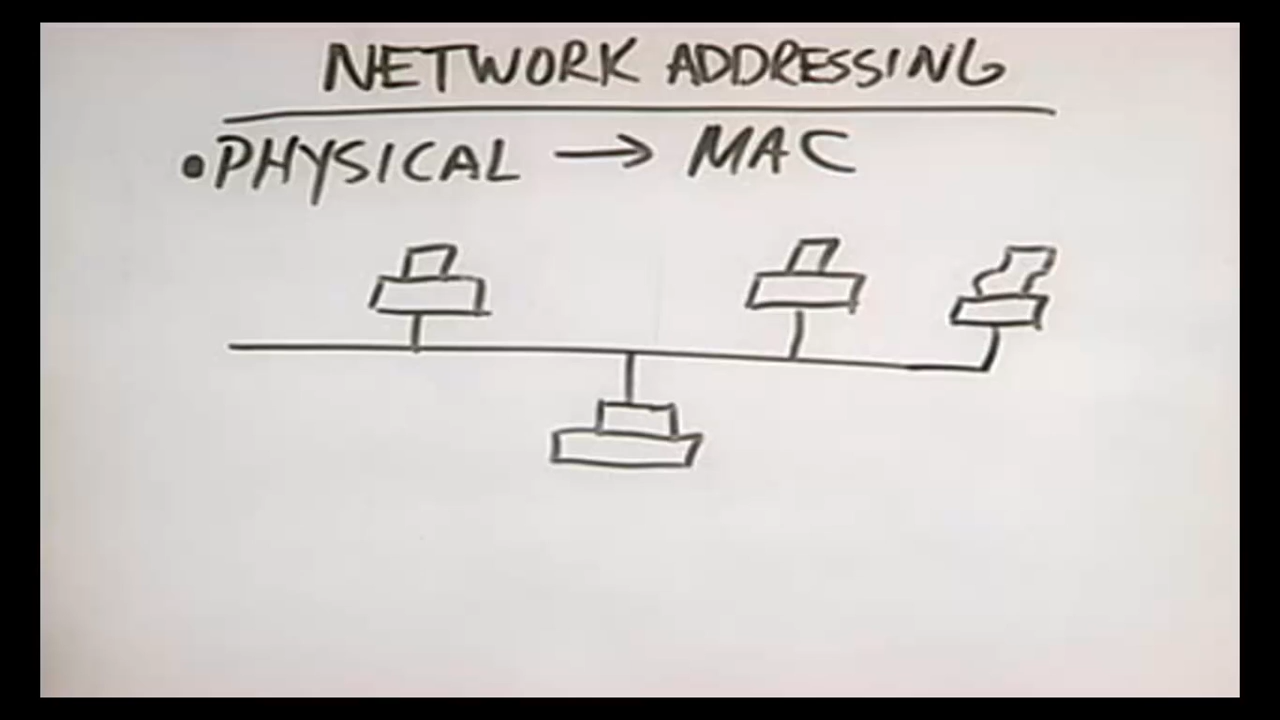 NETWORK ADDRESSING
• PHYSICAL → MAC